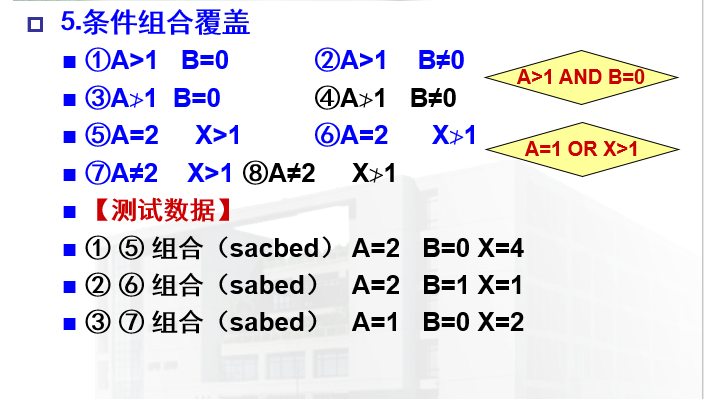 5.条件组合覆盖
①A>1 B=0 ②A>1 B≠0
A>1 AND B=0
③A≯1 B=0 ④A≯1 B≠0
⑤A=2 X>1 ⑥A=2 X≯1
A=1 OR X>1
⑦A≠2 X>1 ⑧A≠2 X≯1
【测试数据】
① ⑤ 组合（sacbed） A=2 B=0 X=4
② ⑥ 组合（sabed） A=2 B=1 X=1
③ ⑦ 组合（sabed） A=1 B=0 X=2